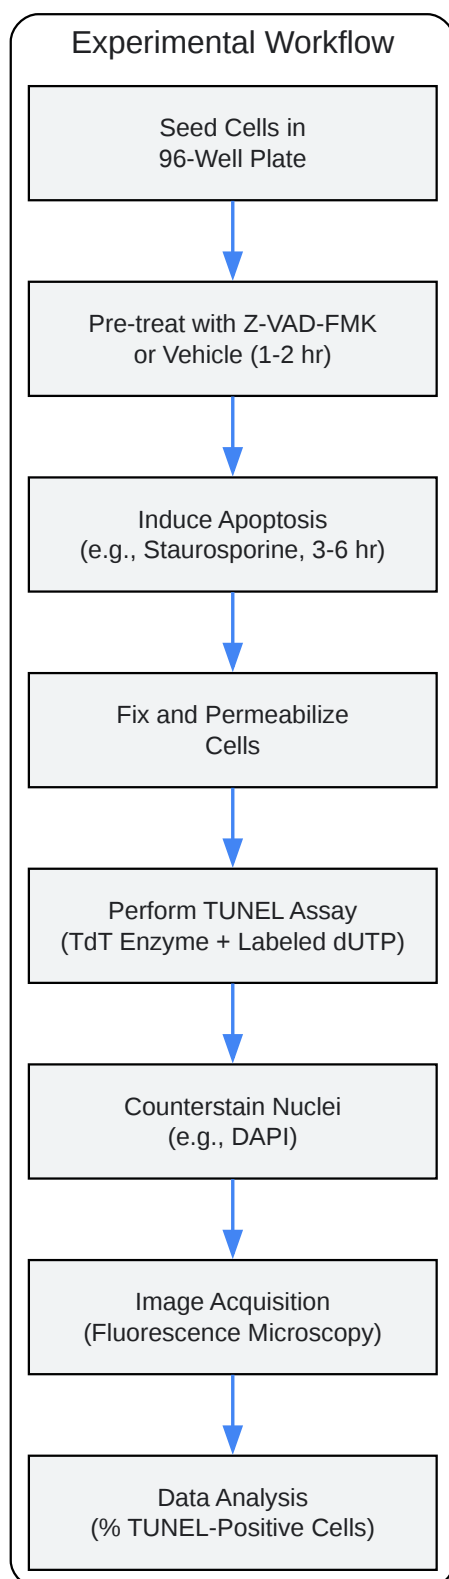 Experimental Workflow
Seed Cells in
96-Well Plate
Pre-treat with Z-VAD-FMK
or Vehicle (1-2 hr)
Induce Apoptosis
(e.g., Staurosporine, 3-6 hr)
Fix and Permeabilize
Cells
Perform TUNEL Assay
(TdT Enzyme + Labeled dUTP)
Counterstain Nuclei
(e.g., DAPI)
Image Acquisition
(Fluorescence Microscopy)
Data Analysis
(% TUNEL-Positive Cells)